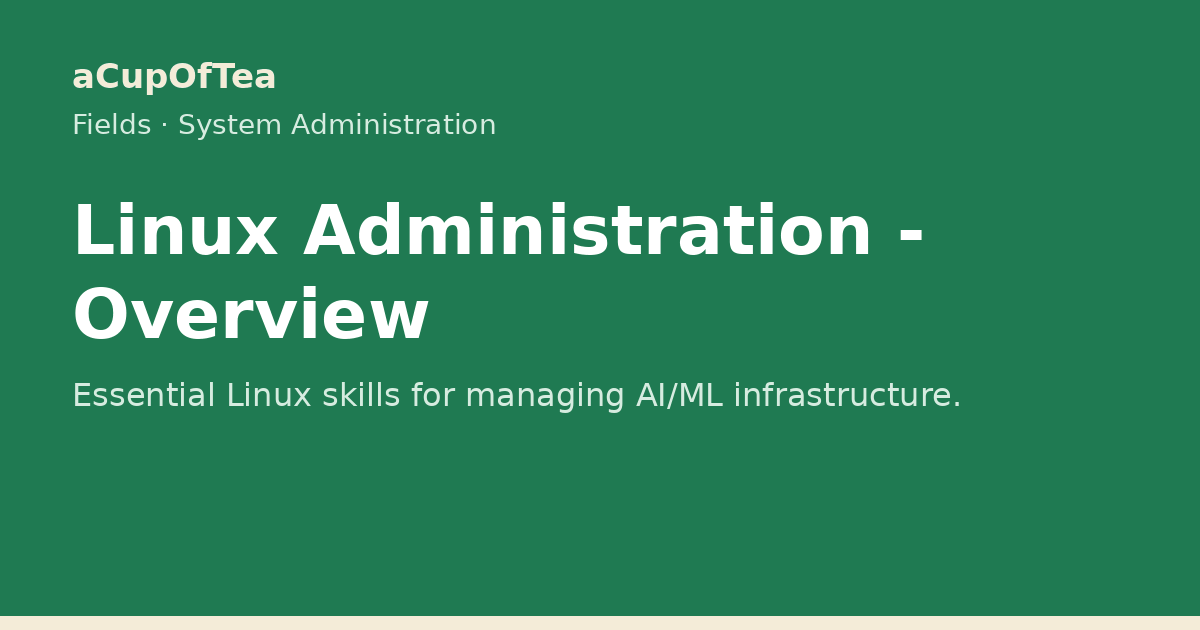 aCupOfTea
Fields · System Administration
Linux Administration -
Overview
Essential Linux skills for managing AI/ML infrastructure.